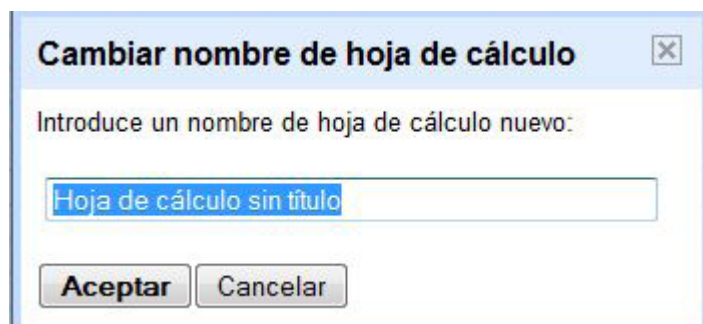 Cambiar nombre de hoja de cálculo
Introduce un nombre de hoja de cálculo nuevo:
Hoja de cálculo sin título
Aceptar Cancelar